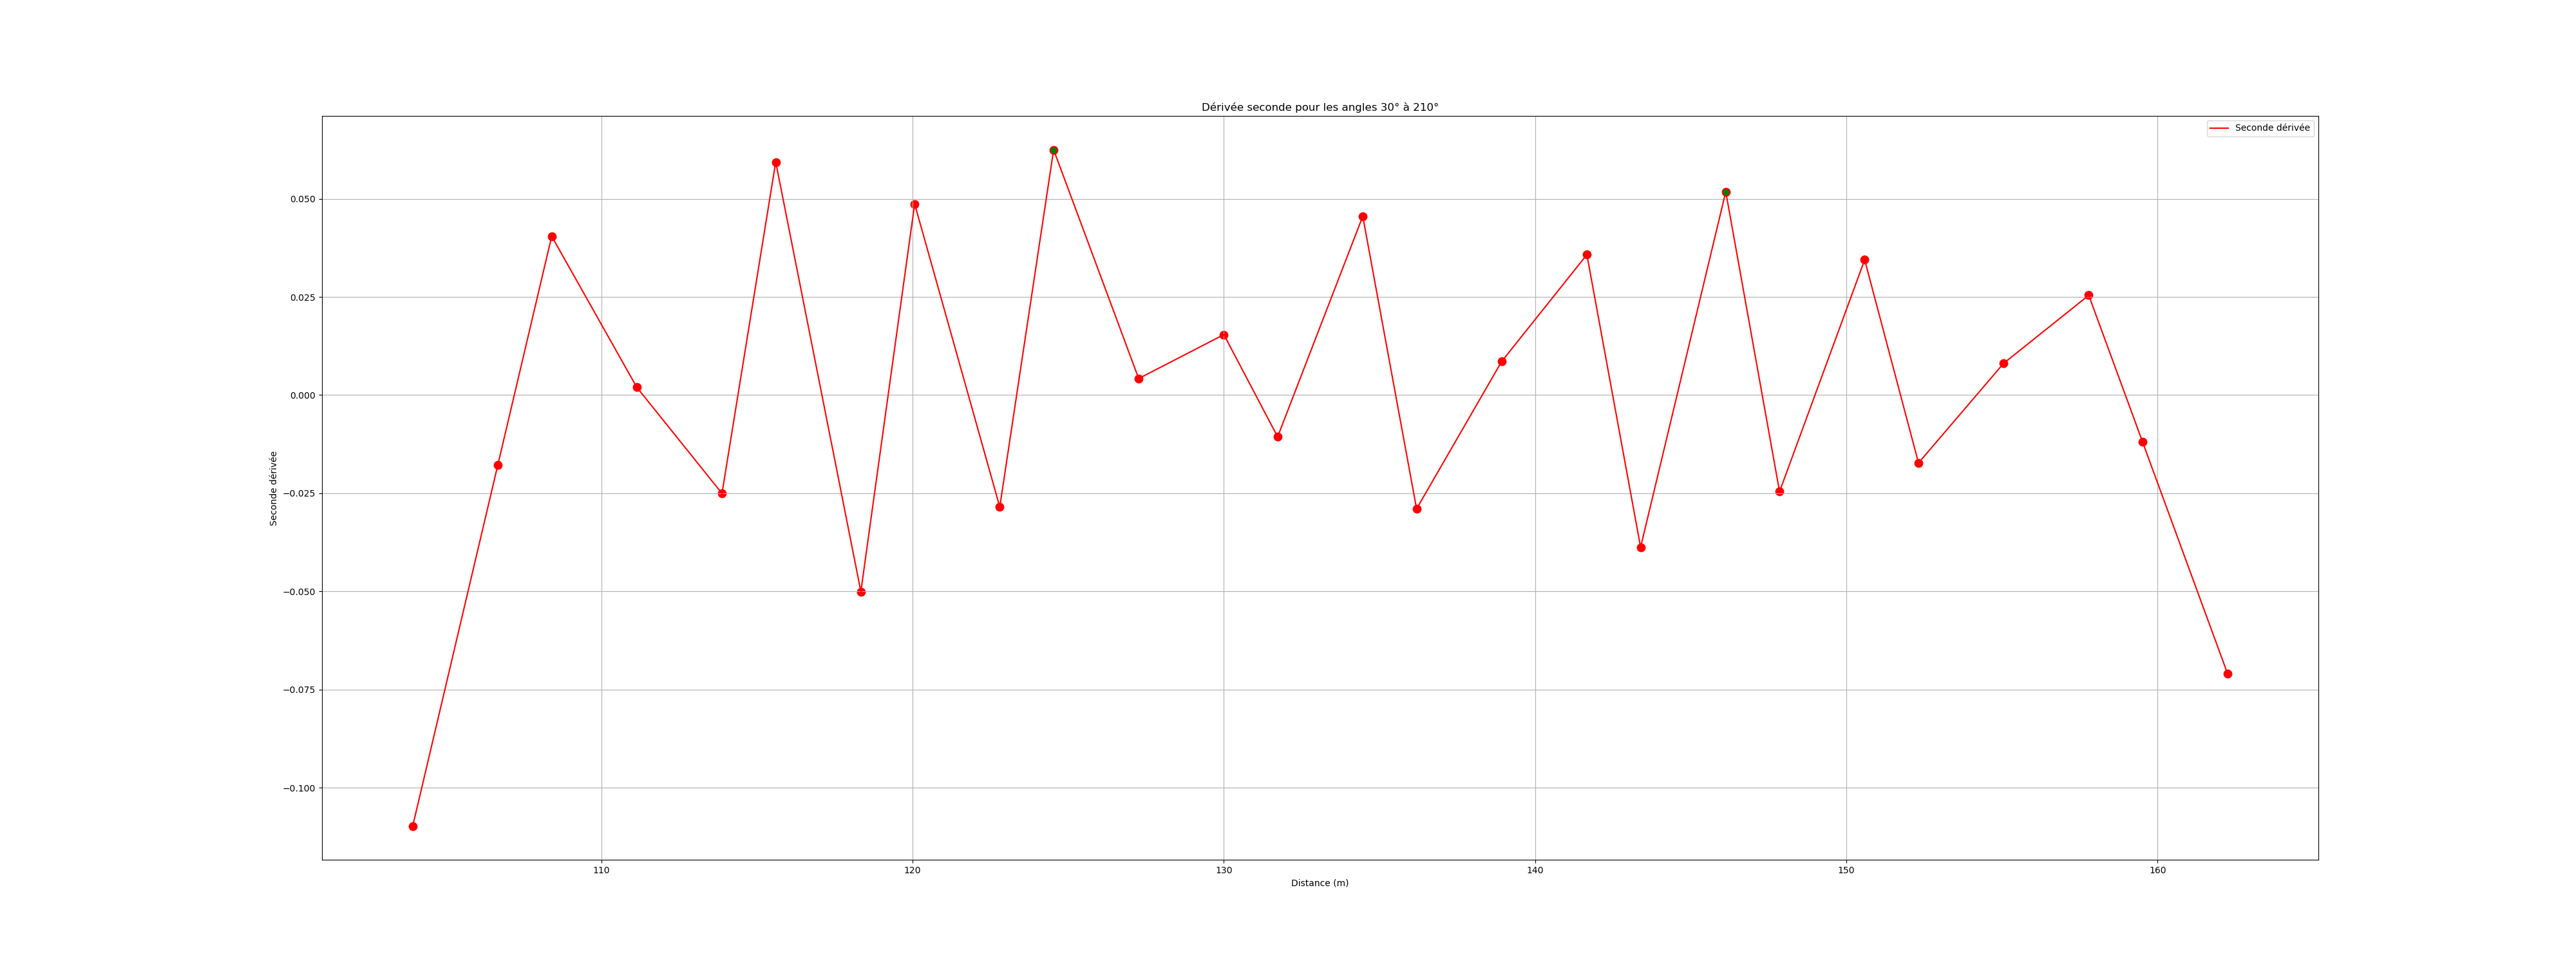 Dérivée seconde pour les angles 30° à 210°
Seconde dérivée
0.050
0.025
0.000
−0.025
−0.050
−0.075
−0.100
Seconde dérivée
110 120 130 140 150 160
Distance (m)